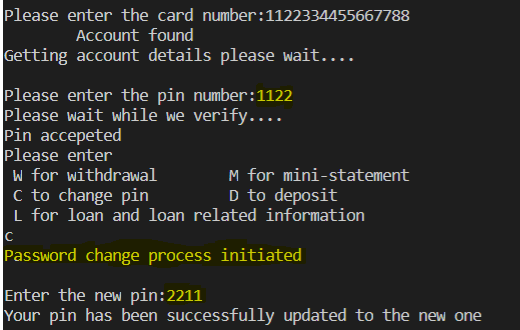 Please enter the card number:1122334455667788
Account found
Getting account details please wait....
Please enter the pin number:1122
Please wait while we verify....
Pin accepeted
Please enter
W for withdrawal M for mini-statement
C to change pin D to deposit
L for loan and loan related information
c
Password change process initiated
Enter the new pin:2211
Your pin has been successfully updated to the new one